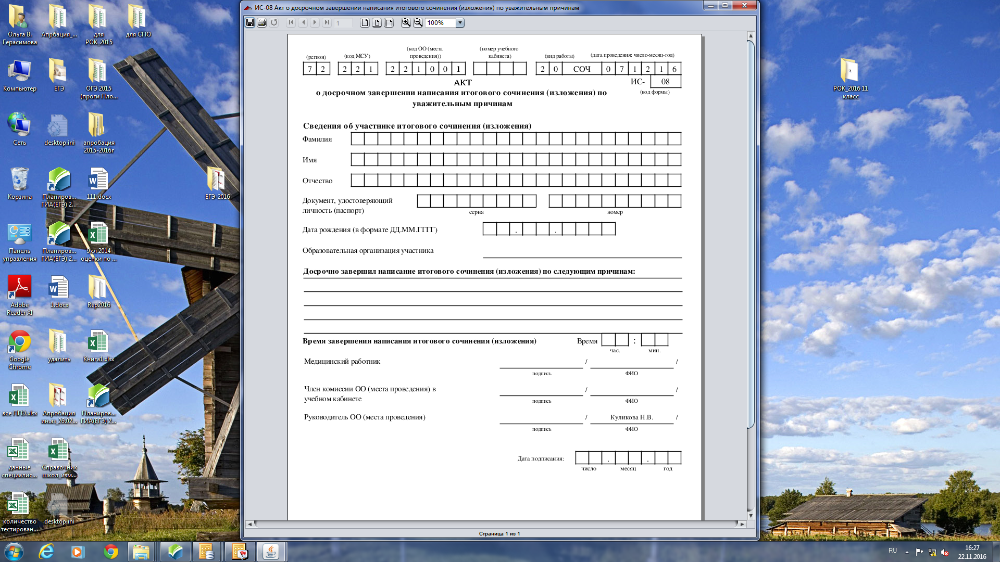 ИС-08 Акт о досрочном завершении написания итогового сочинения (изложения) по уважительным причинам
1
100%
(регион)
(код МСУ)
(код ОО (места проведения))
(номер учебного кабинета)
(вид работы)
(дата проведения: число-месяц-год)
7 2
2 2 1
2 2 1 0 0 1
2 0 СОЧ 0 7 1 2 1 6
АКТ
ИС- 08
(код формы)
о досрочном завершении написания итогового сочинения (изложения) по
уважительным причинам
Сведения об участнике итогового сочинения (изложения)
Фамилия
Имя
Отчество
Документ, удостоверяющий
личность (паспорт)
серия
номер
Дата рождения (в формате ДД.ММ.ГГГГ)
. .
Образовательная организация участника
Досрочно завершил написание итогового сочинения (изложения) по следующим причинам:
Время завершения написания итогового сочинения (изложения)
Время :
час. мин.
Медицинский работник / /
подпись ФИО
Член комиссии ОО (места проведения) в
учебном кабинете / /
подпись ФИО
Руководитель ОО (места проведения) / Куликова Н.В. /
подпись ФИО
Дата подписания: . .
число месяц год
Страница 1 из 1
Ольга В.
Герасимова
Апрбация_...
для
РОК_2015
для СПО
Компьютер
ЕГЭ
ОГЭ 2015
(проги Пло...
Сеть
desktop.ini
апробация
2015-2016г
Корзина
Планиров...
ГИА(ЕГЭ) 2...
111.docx
ЕГЭ-2016
Панель
управления
Планиров...
ГИА(ЕГЭ) 2...
9кл 2014
оценки по ...
Adobe
Reader XI
1.docx
Rep2016
Google
Chrome
удалить
Книга1.xlsx
все ППЭ.xlsx
Апробация
ин.яз_26.02...
Планиров...
ГИА(ЕГЭ) 2...
данные
специалис...
Справочник
школ_изм...
количество
тестирован...
desktop.ini
РОК_2016 11
класс
RU
16:27
22.11.2016